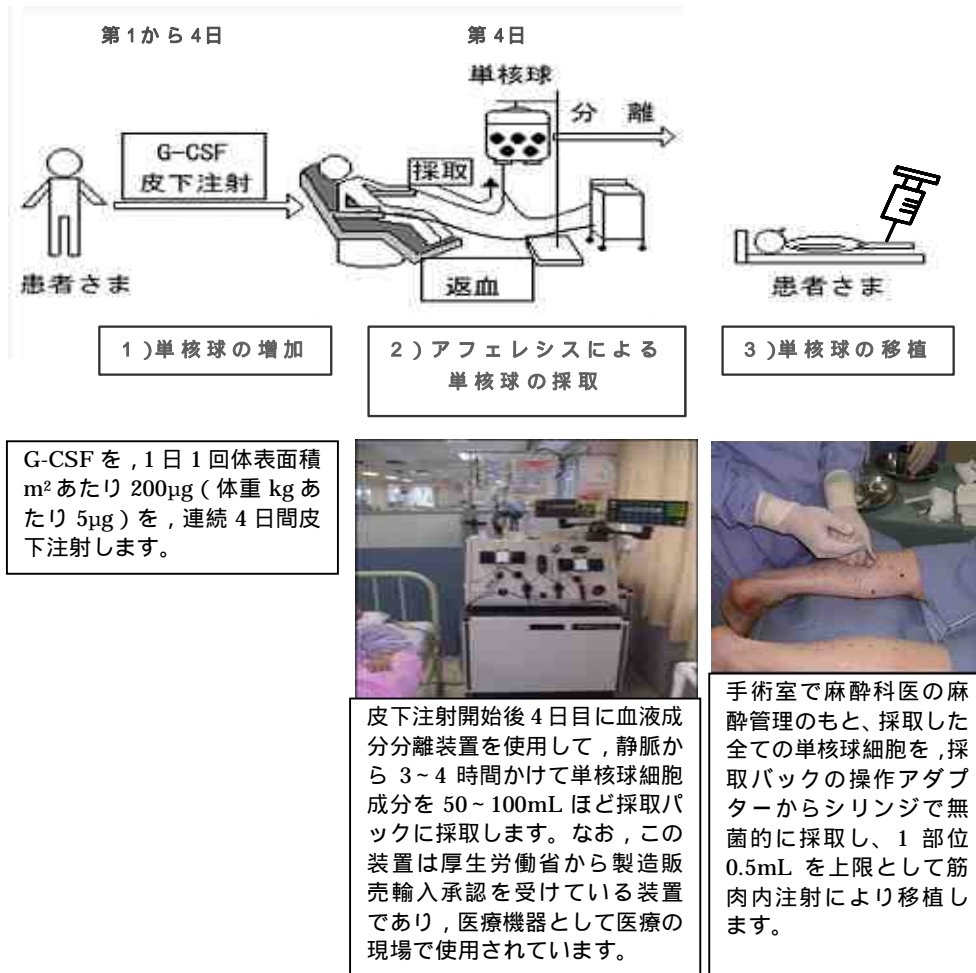 第1から4日
第4日
単核球
分 離
G-CSF
皮下注射
採取
返血
患者さま
患者さま
1)単核球の増加
2)アフェレシスによる
単核球の採取
3)単核球の移植
G-CSF を,1日1回体表面積
m²あたり 200μg(体重 kg あ
たり 5μg)を,連続 4 日間皮
下注射します。
皮下注射開始後 4 日目に血液成
分分離装置を使用して,静脈か
ら 3~4 時間かけて単核球細胞
成分を 50~100mL ほど採取パ
ックに採取します。なお,この
装置は厚生労働省から製造販
売輸入承認を受けている装置
であり,医療機器として医療の
現場で使用されています。
手術室で麻酔科医の麻
酔管理のもと、採取した
全ての単核球細胞を,採
取バックの操作アダプ
ターからシリンジで無
菌的に採取し、1 部位
0.5mL を上限として筋
肉内注射により移植し
ます。